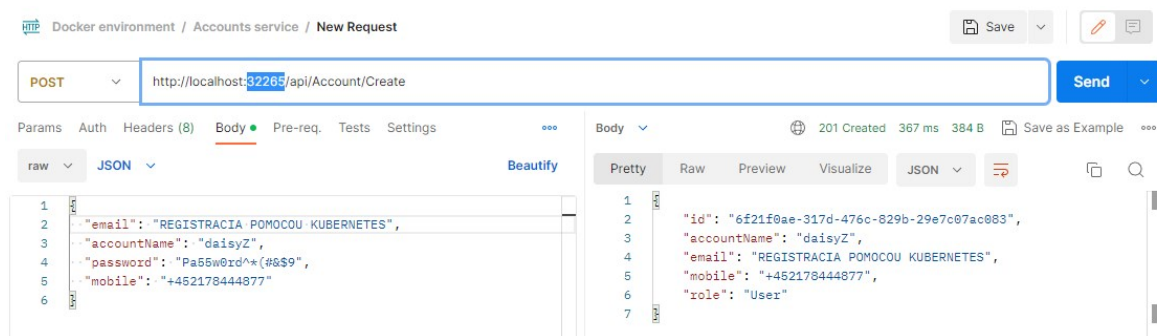 HTTP Docker environment / Accounts service / New Request
Save
POST http://localhost:32265/api/Account/Create Send
Params Auth Headers (8) Body Pre-req. Tests Settings
raw JSON Beautify
1 {
2 "email": "REGISTRACIA POMOCOU KUBERNETES",
3 "accountName": "daisyZ",
4 "password": "Pa55w0rd^*(#&$9",
5 "mobile": "+452178444877"
6 }
Body 201 Created 367 ms 384 B Save as Example
Pretty Raw Preview Visualize JSON
1 {
2 "id": "6f21f0ae-317d-476c-829b-29e7c07ac083",
3 "accountName": "daisyZ",
4 "email": "REGISTRACIA POMOCOU KUBERNETES",
5 "mobile": "+452178444877",
6 "role": "User"
7 }